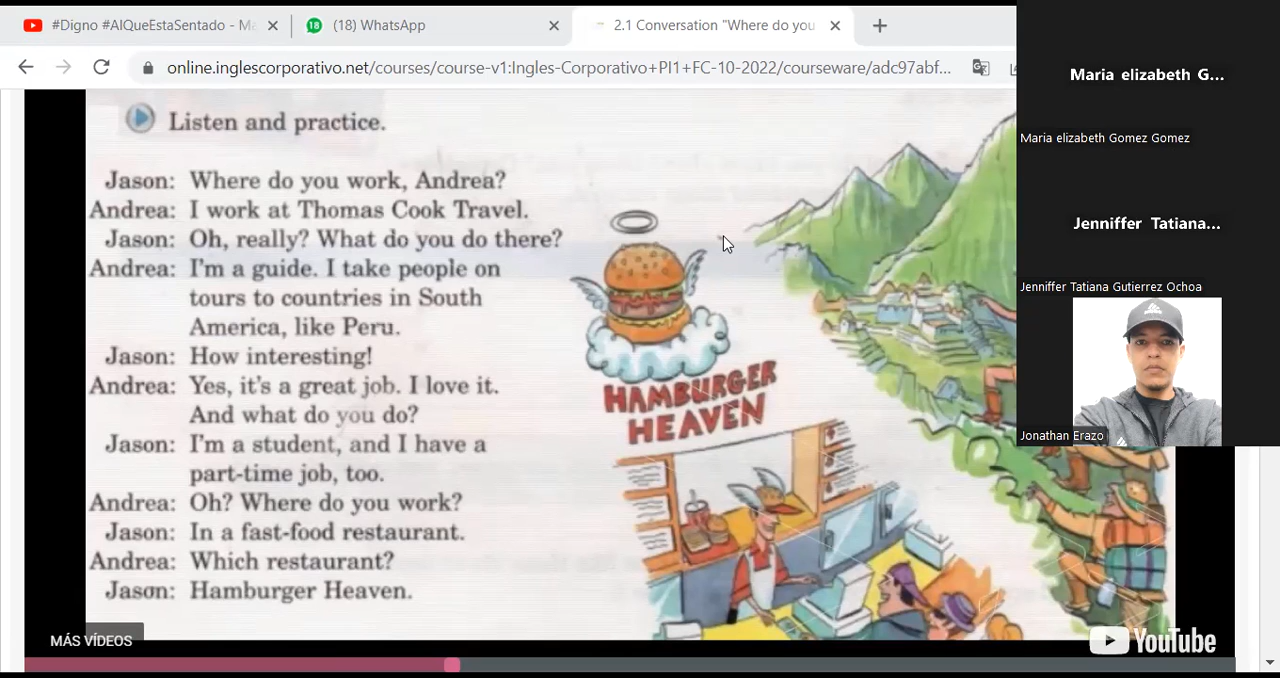 #Digno #AlQueEstaSentado - Ma
(18) WhatsApp
2.1 Conversation "Where do you
online.inglescorporativo.net/courses/course-v1:Ingles-Corporativo+PI1+FC-10-2022/courseware/adc97abf...
Listen and practice.
Jason: Where do you work, Andrea?
Andrea: I work at Thomas Cook Travel.
Jason: Oh, really? What do you do there?
Andrea: I'm a guide. I take people on
tours to countries in South
America, like Peru.
Jason: How interesting!
Andrea: Yes, it's a great job. I love it.
And what do you do?
Jason: I'm a student, and I have a
part-time job, too.
Andrea: Oh? Where do you work?
Jason: In a fast-food restaurant.
Andrea: Which restaurant?
Jason: Hamburger Heaven.
HAMBURGER
HEAVEN
MÁS VÍDEOS
YouTube
Maria elizabeth G...
Maria elizabeth Gomez Gomez
Jenniffer Tatiana...
Jenniffer Tatiana Gutierrez Ochoa
Jonathan Erazo